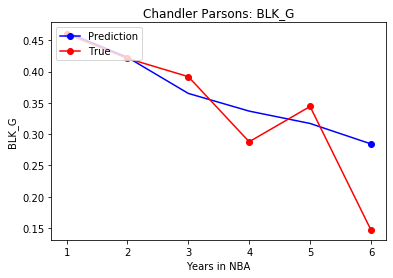 Chandler Parsons: BLK_G
Prediction
True
0.45
0.40
0.35
0.30
0.25
0.20
0.15
BLK_G
1 2 3 4 5 6
Years in NBA